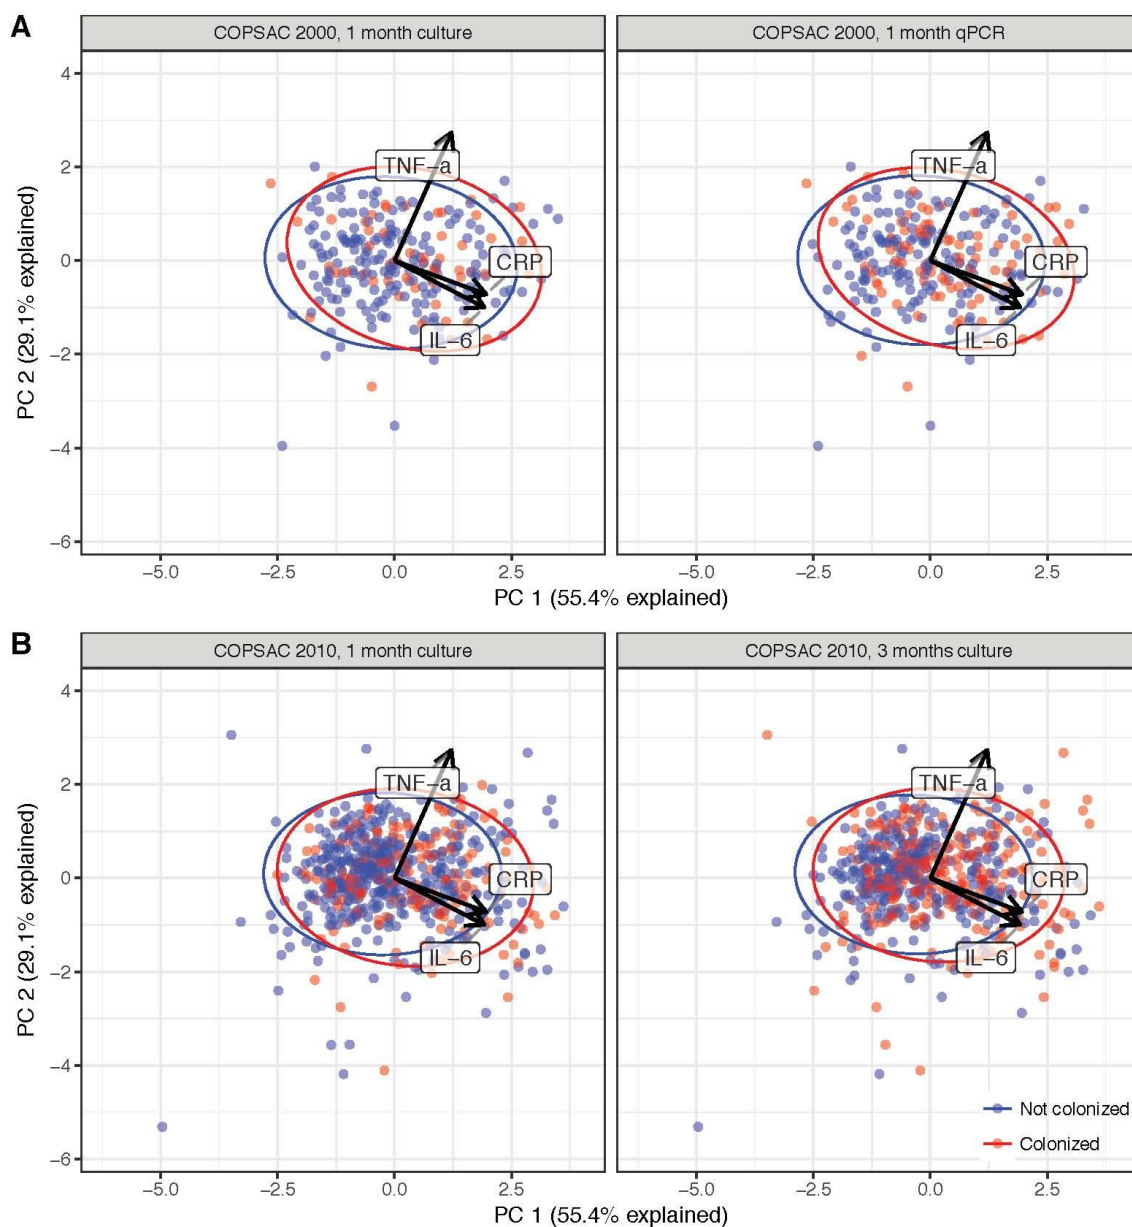 A
COPSAC 2000, 1 month culture
COPSAC 2000, 1 month qPCR
PC 2 (29.1% explained)
4
2
0
−2
−4
−6
TNF−a
CRP
IL−6
TNF−a
CRP
IL−6
−5.0 −2.5 0.0 2.5
−5.0 −2.5 0.0 2.5
PC 1 (55.4% explained)
B
COPSAC 2010, 1 month culture
COPSAC 2010, 3 months culture
PC 2 (29.1% explained)
4
2
0
−2
−4
−6
TNF−a
CRP
IL−6
TNF−a
CRP
IL−6
Not colonized
Colonized
−5.0 −2.5 0.0 2.5
−5.0 −2.5 0.0 2.5
PC 1 (55.4% explained)